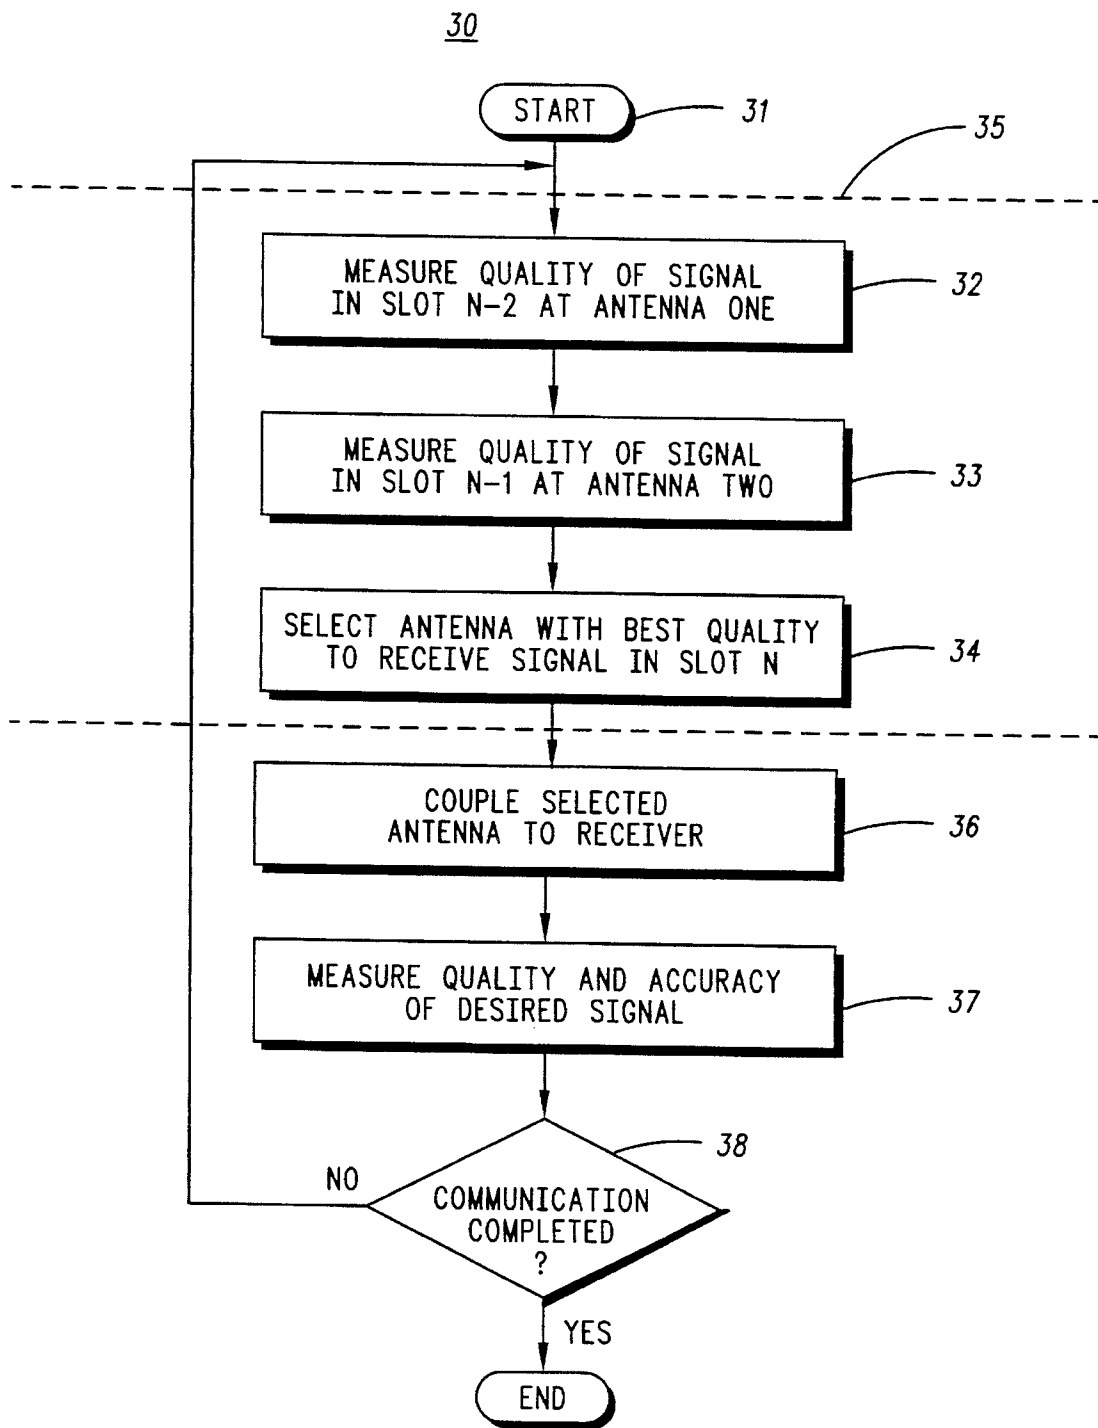 30
START
31
35
MEASURE QUALITY OF SIGNAL
IN SLOT N-2 AT ANTENNA ONE
32
MEASURE QUALITY OF SIGNAL
IN SLOT N-1 AT ANTENNA TWO
33
SELECT ANTENNA WITH BEST QUALITY
TO RECEIVE SIGNAL IN SLOT N
34
COUPLE SELECTED
ANTENNA TO RECEIVER
36
MEASURE QUALITY AND ACCURACY
OF DESIRED SIGNAL
37
38
NO
COMMUNICATION
COMPLETED
?
YES
END